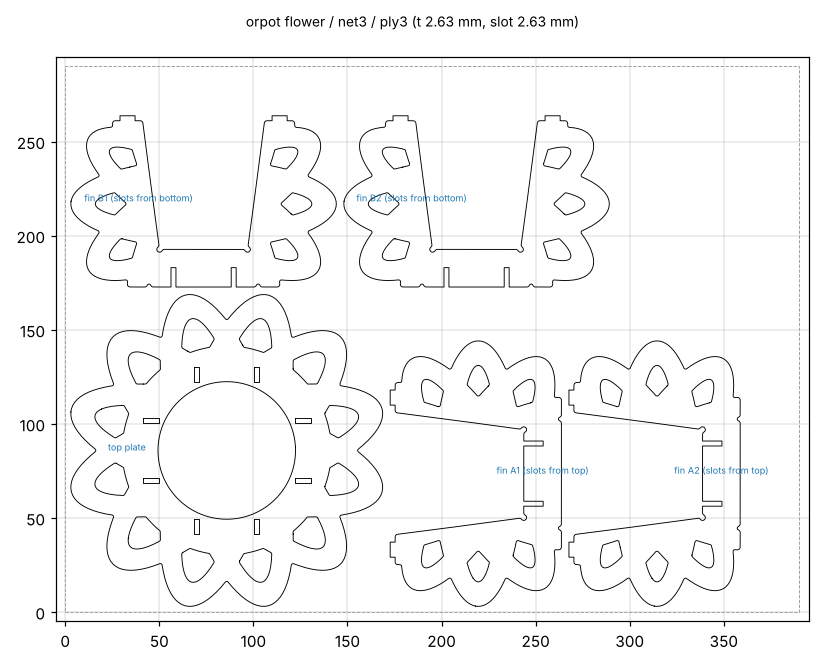 orpot flower / net3 / ply3 (t 2.63 mm, slot 2.63 mm)
250
fin B1 (slots from bottom)
fin B2 (slots from bottom)
200
150
100
top plate
fin A1 (slots from top)
fin A2 (slots from top)
50
0
0 50 100 150 200 250 300 350